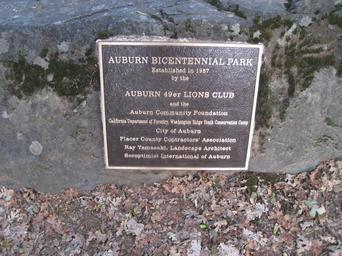 AUBURN BICENTENNIAL PARK
Established in 1987
by the
AUBURN 49er LIONS CLUB
and the
Auburn Community Foundation
California Department of Forestry, Washington Ridge Youth Conservation Camp
City of Auburn
Placer County Contractors' Association
Ray Yamasaki, Landscape Architect
Soroptimist International of Auburn